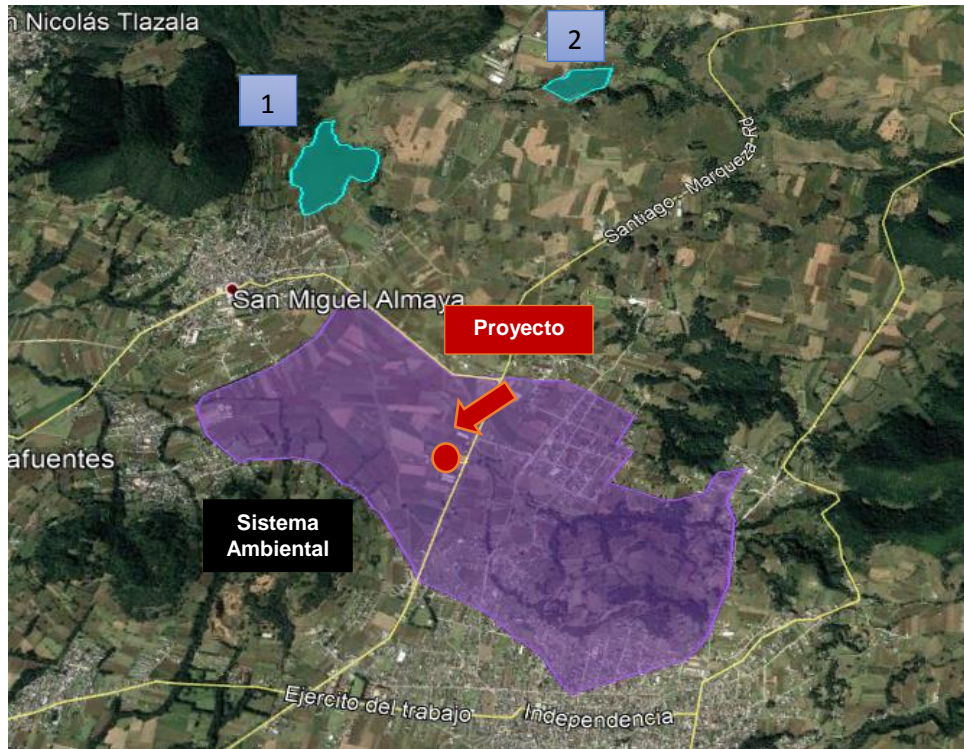 n Nicolás Tlazala
2
1
Santiago - Marqueza Rd
San Miguel Almaya
Proyecto
afuentes
Sistema
Ambiental
Ejercito del trabajo
Independencia